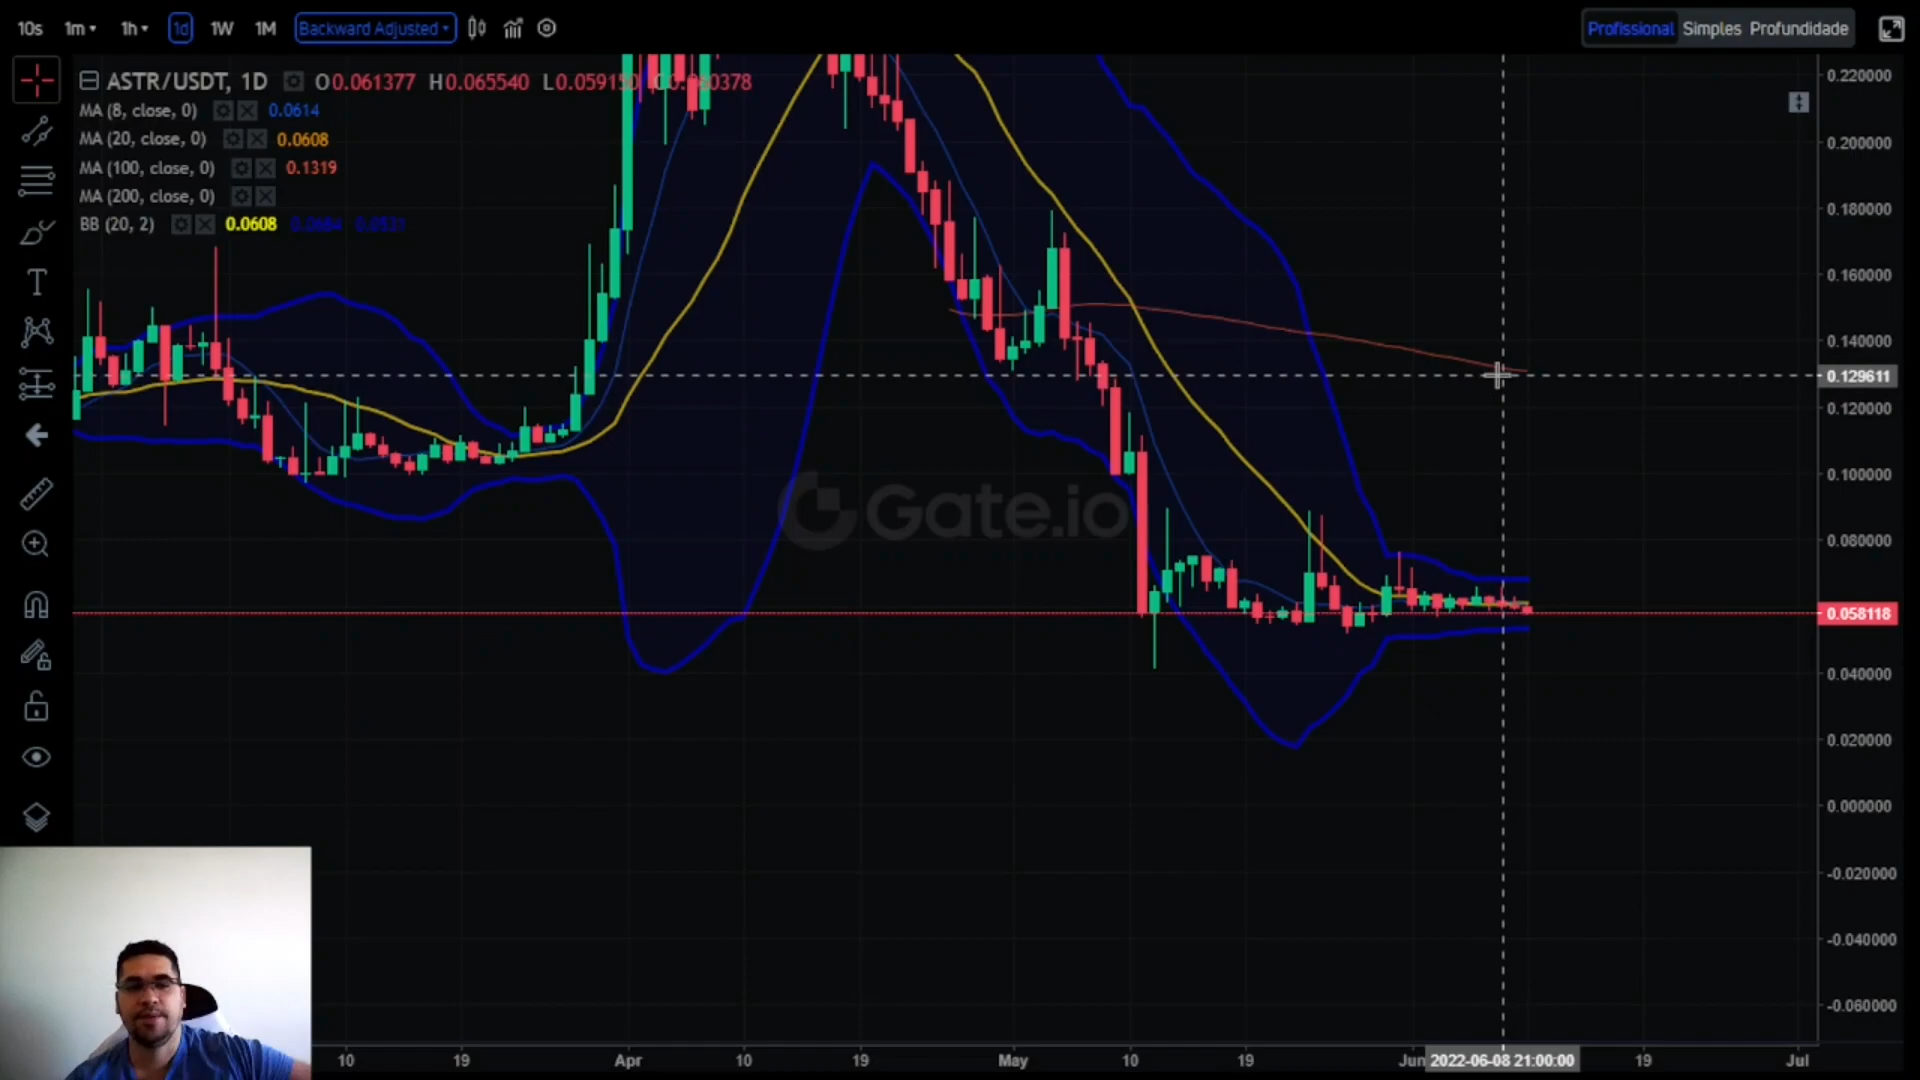 10s 1m 1h 1d 1W 1M Backward Adjusted Profissional Simples Profundidade
ASTR/USDT, 1D O0.061377 H0.065540 L0.059150
MA (8, close, 0) 0.0614
MA (20, close, 0) 0.0608
MA (100, close, 0) 0.1319
MA (200, close, 0)
BB (20, 2) 0.0608
T
Gate.io
0.220000
0.200000
0.180000
0.160000
0.140000
0.129611
0.120000
0.100000
0.080000
0.058118
0.040000
0.020000
0.000000
-0.020000
-0.040000
-0.060000
10 19 Apr 10 19 May 10 19 Jun 2022-06-08 21:00:00 19 Jul